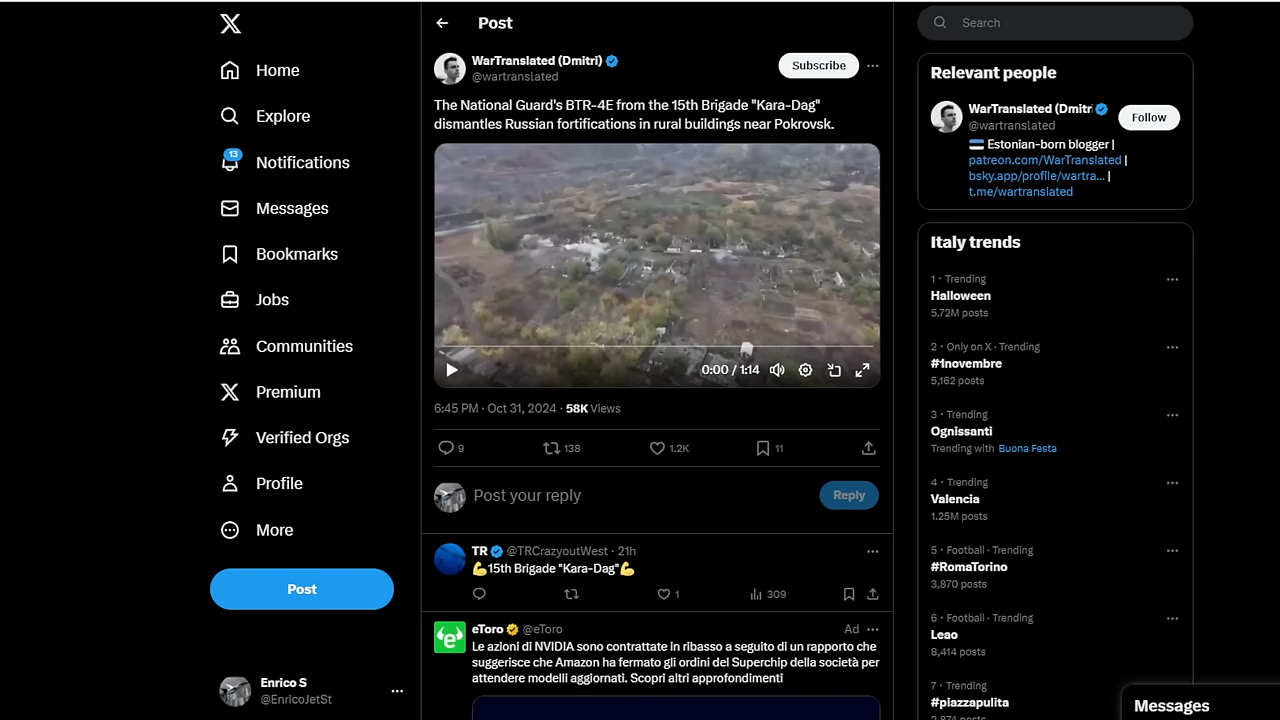 Home
Explore
13
Notifications
Messages
Bookmarks
Jobs
Communities
Premium
Verified Orgs
Profile
More
Post
Enrico S
@EnricoJetSt
Post
WarTranslated (Dmitri)
@wartranslated
Subscribe
The National Guard's BTR-4E from the 15th Brigade "Kara-Dag"
dismantles Russian fortifications in rural buildings near Pokrovsk.
0:00 / 1:14
6:45 PM · Oct 31, 2024 · 58K Views
9 138 1.2K 11
Post your reply
Reply
TR @TRCrazyoutWest · 21h
💪15th Brigade "Kara-Dag"💪
1 309
eToro @eToro Ad
Le azioni di NVIDIA sono contrattate in ribasso a seguito di un rapporto che
suggerisce che Amazon ha fermato gli ordini del Superchip della società per
attendere modelli aggiornati. Scopri altri approfondimenti
Search
Relevant people
WarTranslated (Dmitr
@wartranslated
Follow
🇪🇪 Estonian-born blogger |
patreon.com/WarTranslated |
bsky.app/profile/wartra... |
t.me/wartranslated
Italy trends
1 · Trending
Halloween
5.72M posts
2 · Only on X · Trending
#1novembre
5,162 posts
3 · Trending
Ognissanti
Trending with Buona Festa
4 · Trending
Valencia
1.25M posts
5 · Football · Trending
#RomaTorino
3,870 posts
6 · Football · Trending
Leao
8,414 posts
7 · Trending
#piazzapulita
2,874 posts
Messages